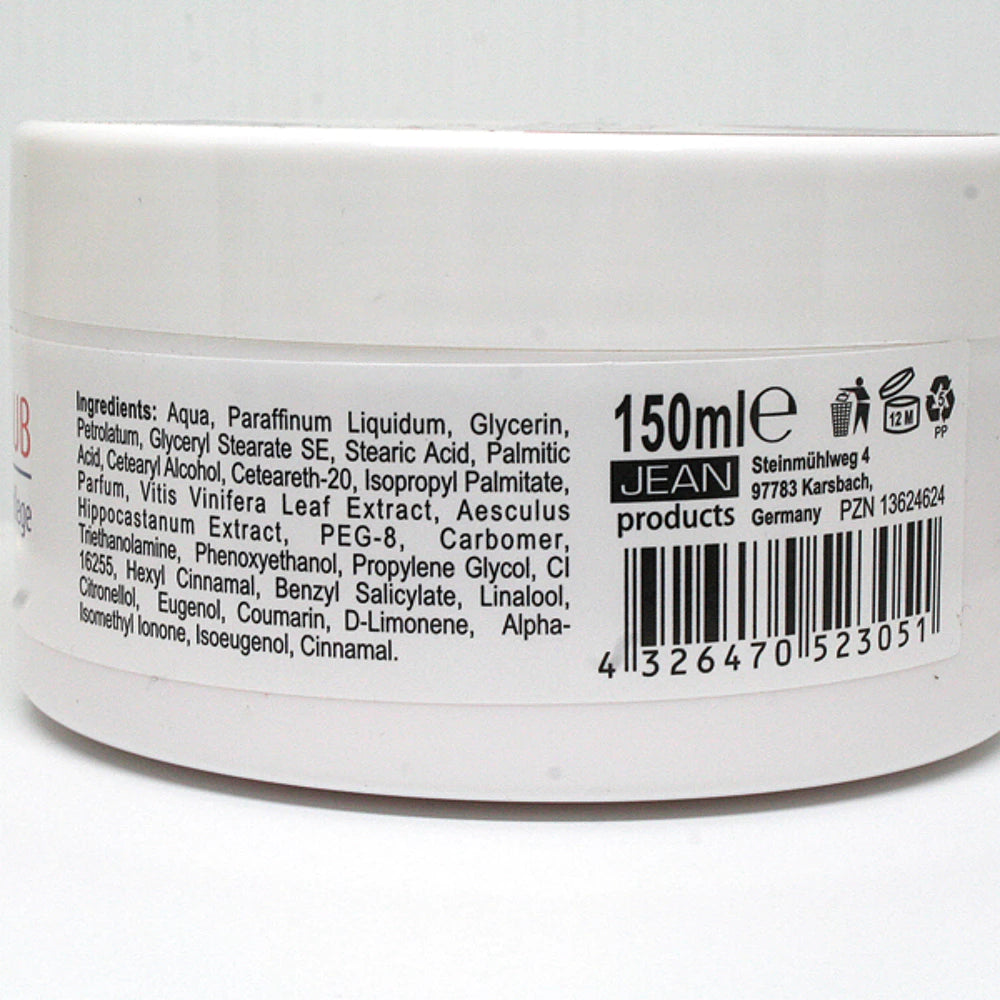 UB
lege
Ingredients: Aqua, Paraffinum Liquidum, Glycerin,
Petrolatum, Glyceryl Stearate SE, Stearic Acid, Palmitic
Acid, Cetearyl Alcohol, Ceteareth-20, Isopropyl Palmitate,
Parfum, Vitis Vinifera Leaf Extract, Aesculus
Hippocastanum Extract, PEG-8, Carbomer,
Triethanolamine, Phenoxyethanol, Propylene Glycol, CI
16255, Hexyl Cinnamal, Benzyl Salicylate, Linalool,
Citronellol, Eugenol, Coumarin, D-Limonene, Alpha-
Isomethyl Ionone, Isoeugenol, Cinnamal.
150ml℮
12 M
5
PP
JEAN
products
Steinmühlweg 4
97783 Karsbach,
Germany PZN 13624624
4 326470 523051